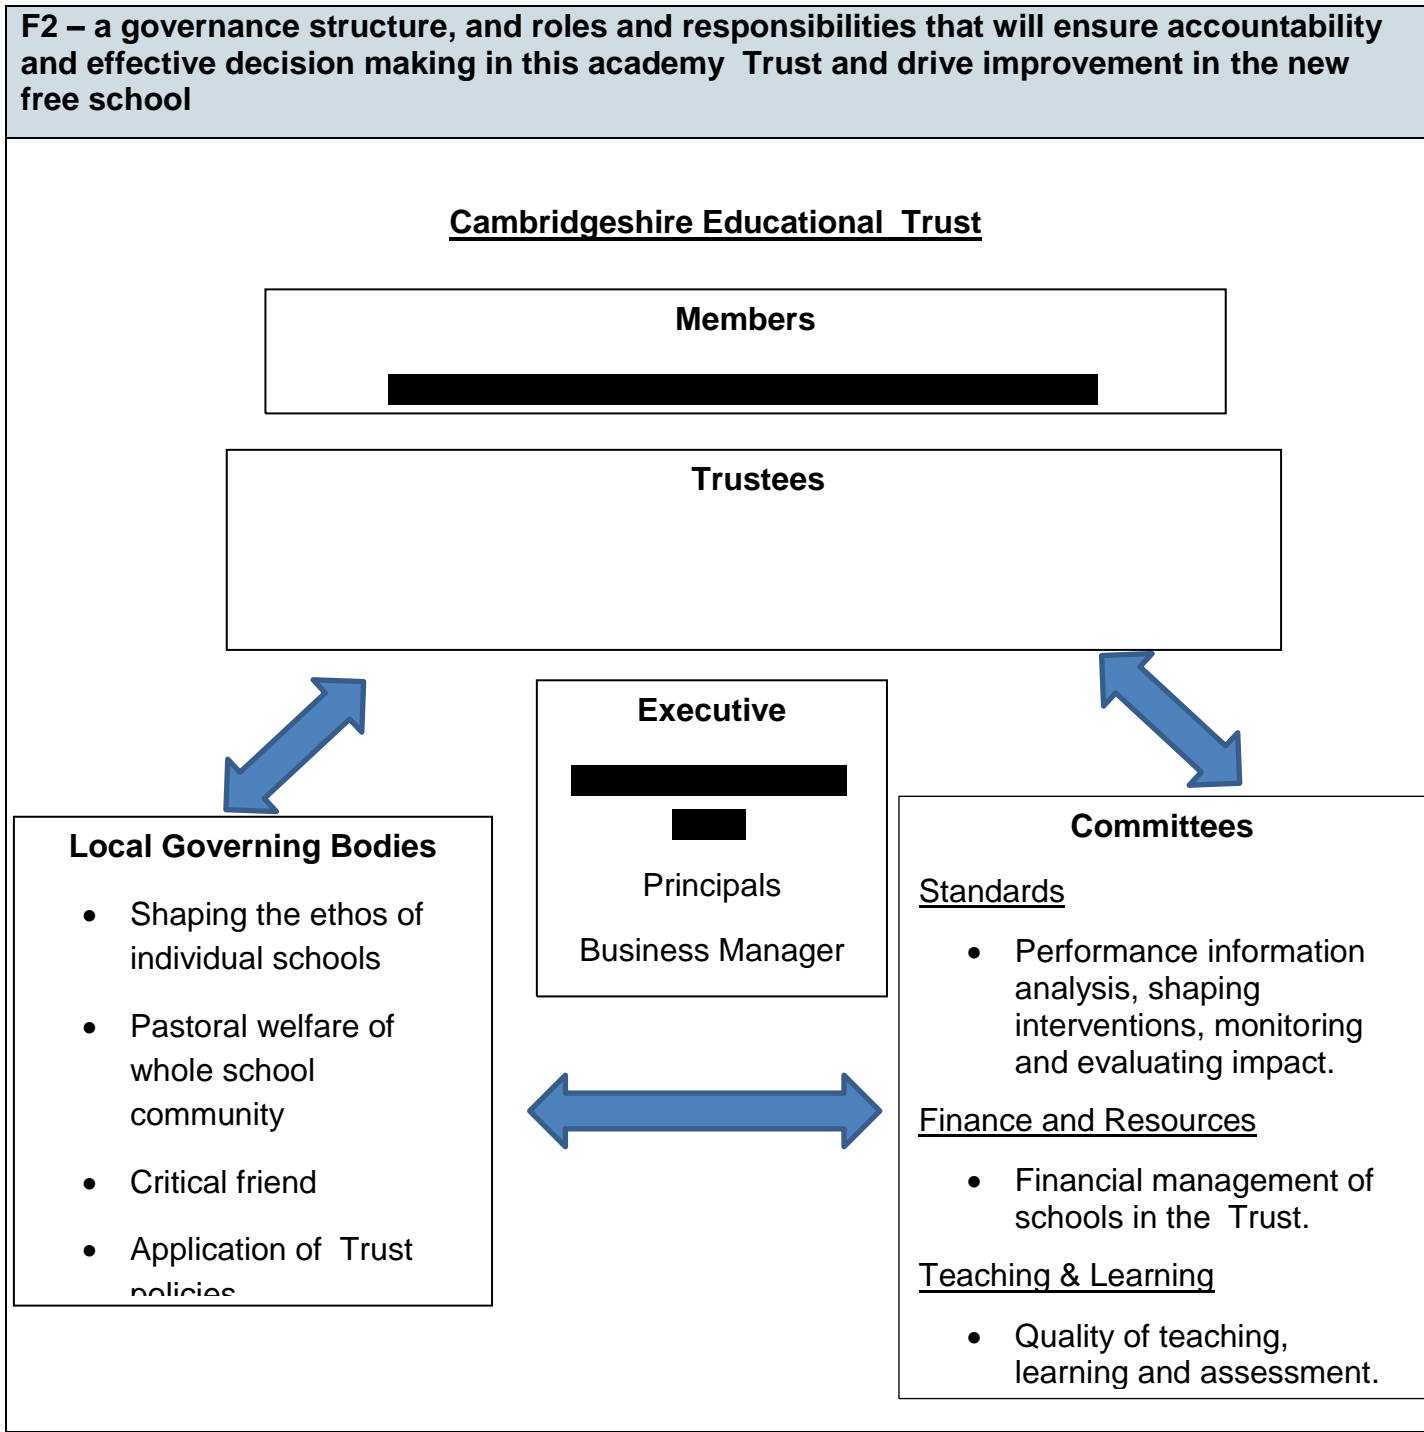 F2 – a governance structure, and roles and responsibilities that will ensure accountability
and effective decision making in this academy Trust and drive improvement in the new
free school
Cambridgeshire Educational Trust
Members
Trustees
Executive
Principals
Business Manager
Local Governing Bodies
• Shaping the ethos of
individual schools
• Pastoral welfare of
whole school
community
• Critical friend
• Application of Trust
policies
Committees
Standards
• Performance information
analysis, shaping
interventions, monitoring
and evaluating impact.
Finance and Resources
• Financial management of
schools in the Trust.
Teaching & Learning
• Quality of teaching,
learning and assessment.